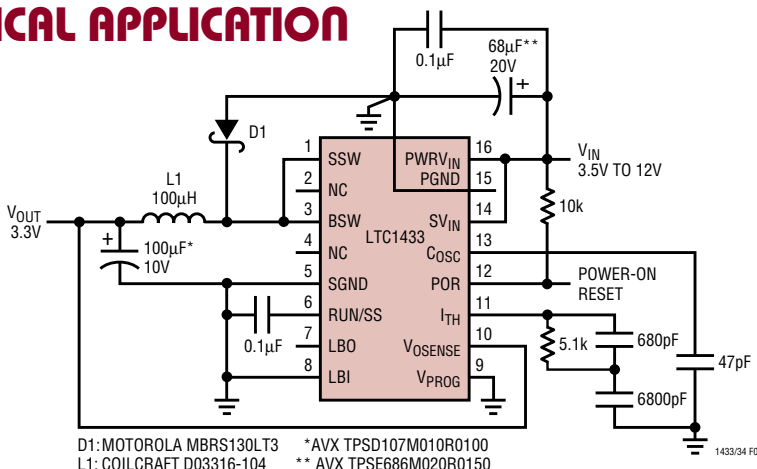 ICAL APPLICATION
0.1µF
68µF**
20V
+
D1
1
SSW
2
NC
3
BSW
4
NC
5
SGND
6
RUN/SS
7
LBO
8
LBI
LTC1433
PWRVIN
16
PGND
15
SVIN
14
COSC
13
POR
12
ITH
11
VOSENSE
10
VPROG
9
VIN
3.5V TO 12V
10k
POWER-ON
RESET
L1
100µH
VOUT
3.3V
+
100µF*
10V
0.1µF
5.1k
680pF
6800pF
47pF
D1: MOTOROLA MBRS130LT3 *AVX TPSD107M010R0100
L1: COILCRAFT D03316-104 ** AVX TPSE686M020R0150
1433/34 F0